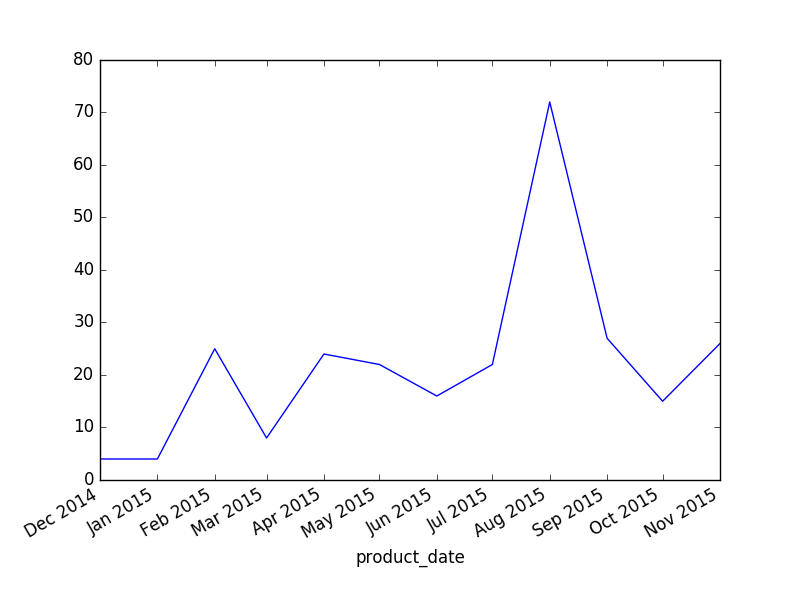 80
70
60
50
40
30
20
10
0
Dec 2014
Jan 2015
Feb 2015
Mar 2015
Apr 2015
May 2015
Jun 2015
Jul 2015
Aug 2015
Sep 2015
Oct 2015
Nov 2015
product_date